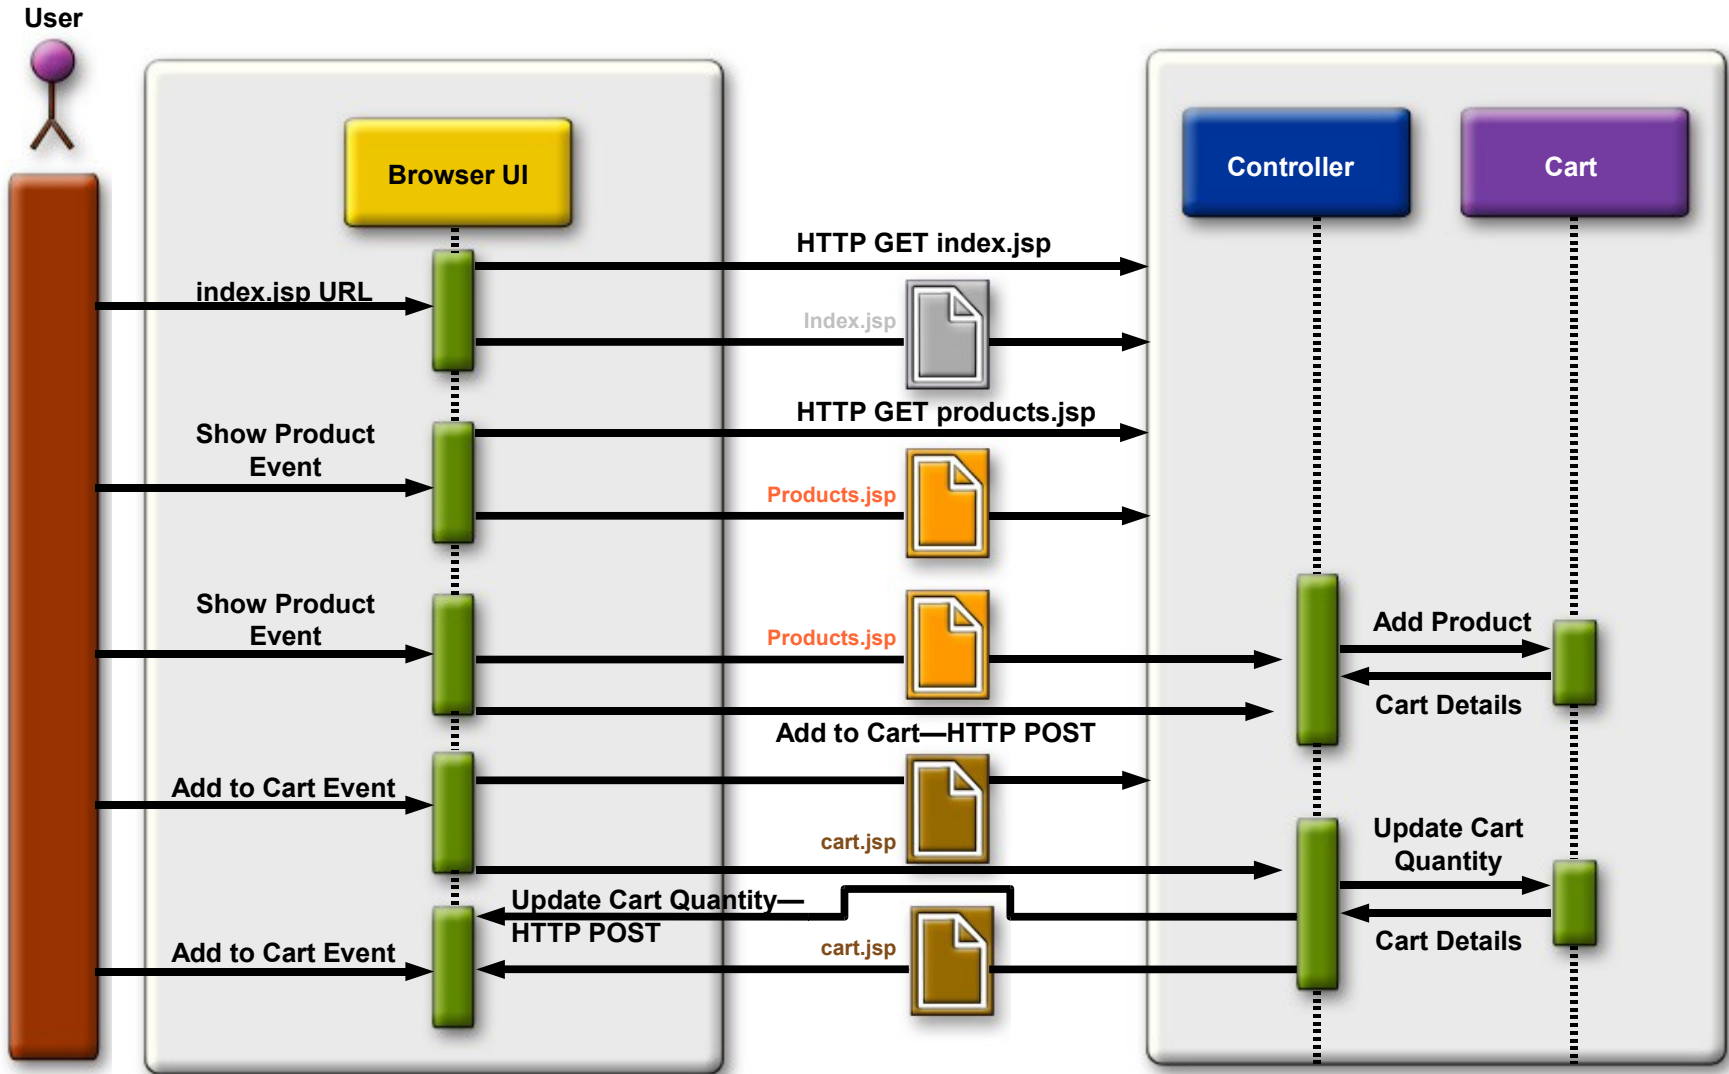 User
Browser UI
Controller
Cart
HTTP GET index.jsp
index.jsp URL
Index.jsp
HTTP GET products.jsp
Show Product
Event
Products.jsp
Show Product
Event
Products.jsp
Add Product
Cart Details
Add to Cart—HTTP POST
Add to Cart Event
cart.jsp
Update Cart
Quantity
Update Cart Quantity—
HTTP POST
Cart Details
Add to Cart Event
cart.jsp